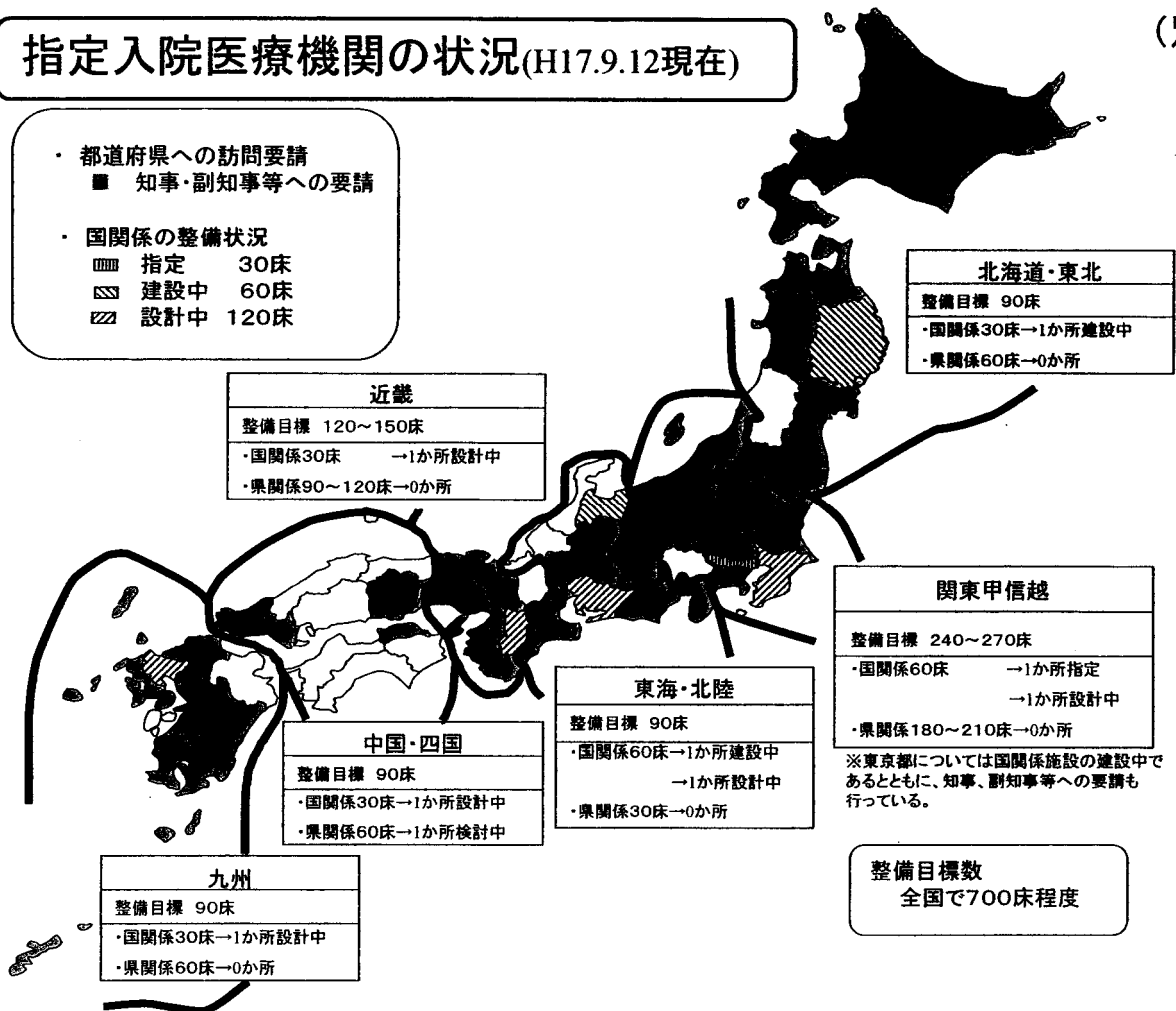 指定入院医療機関の状況(H17.9.12現在)
・ 都道府県への訪問要請
■ 知事・副知事等への要請
・ 国関係の整備状況
指定 30床
建設中 60床
設計中 120床
北海道・東北
整備目標 90床
・国関係30床→1か所建設中
・県関係60床→0か所
近畿
整備目標 120〜150床
・国関係30床 →1か所設計中
・県関係90〜120床→0か所
関東甲信越
整備目標 240〜270床
・国関係60床 →1か所指定
→1か所設計中
・県関係180〜210床→0か所
※東京都については国関係施設の建設中で
あるとともに、知事、副知事等への要請も
行っている。
東海・北陸
整備目標 90床
・国関係60床→1か所建設中
→1か所設計中
・県関係30床→0か所
中国・四国
整備目標 90床
・国関係30床→1か所設計中
・県関係60床→1か所検討中
九州
整備目標 90床
・国関係30床→1か所設計中
・県関係60床→0か所
整備目標数
全国で700床程度